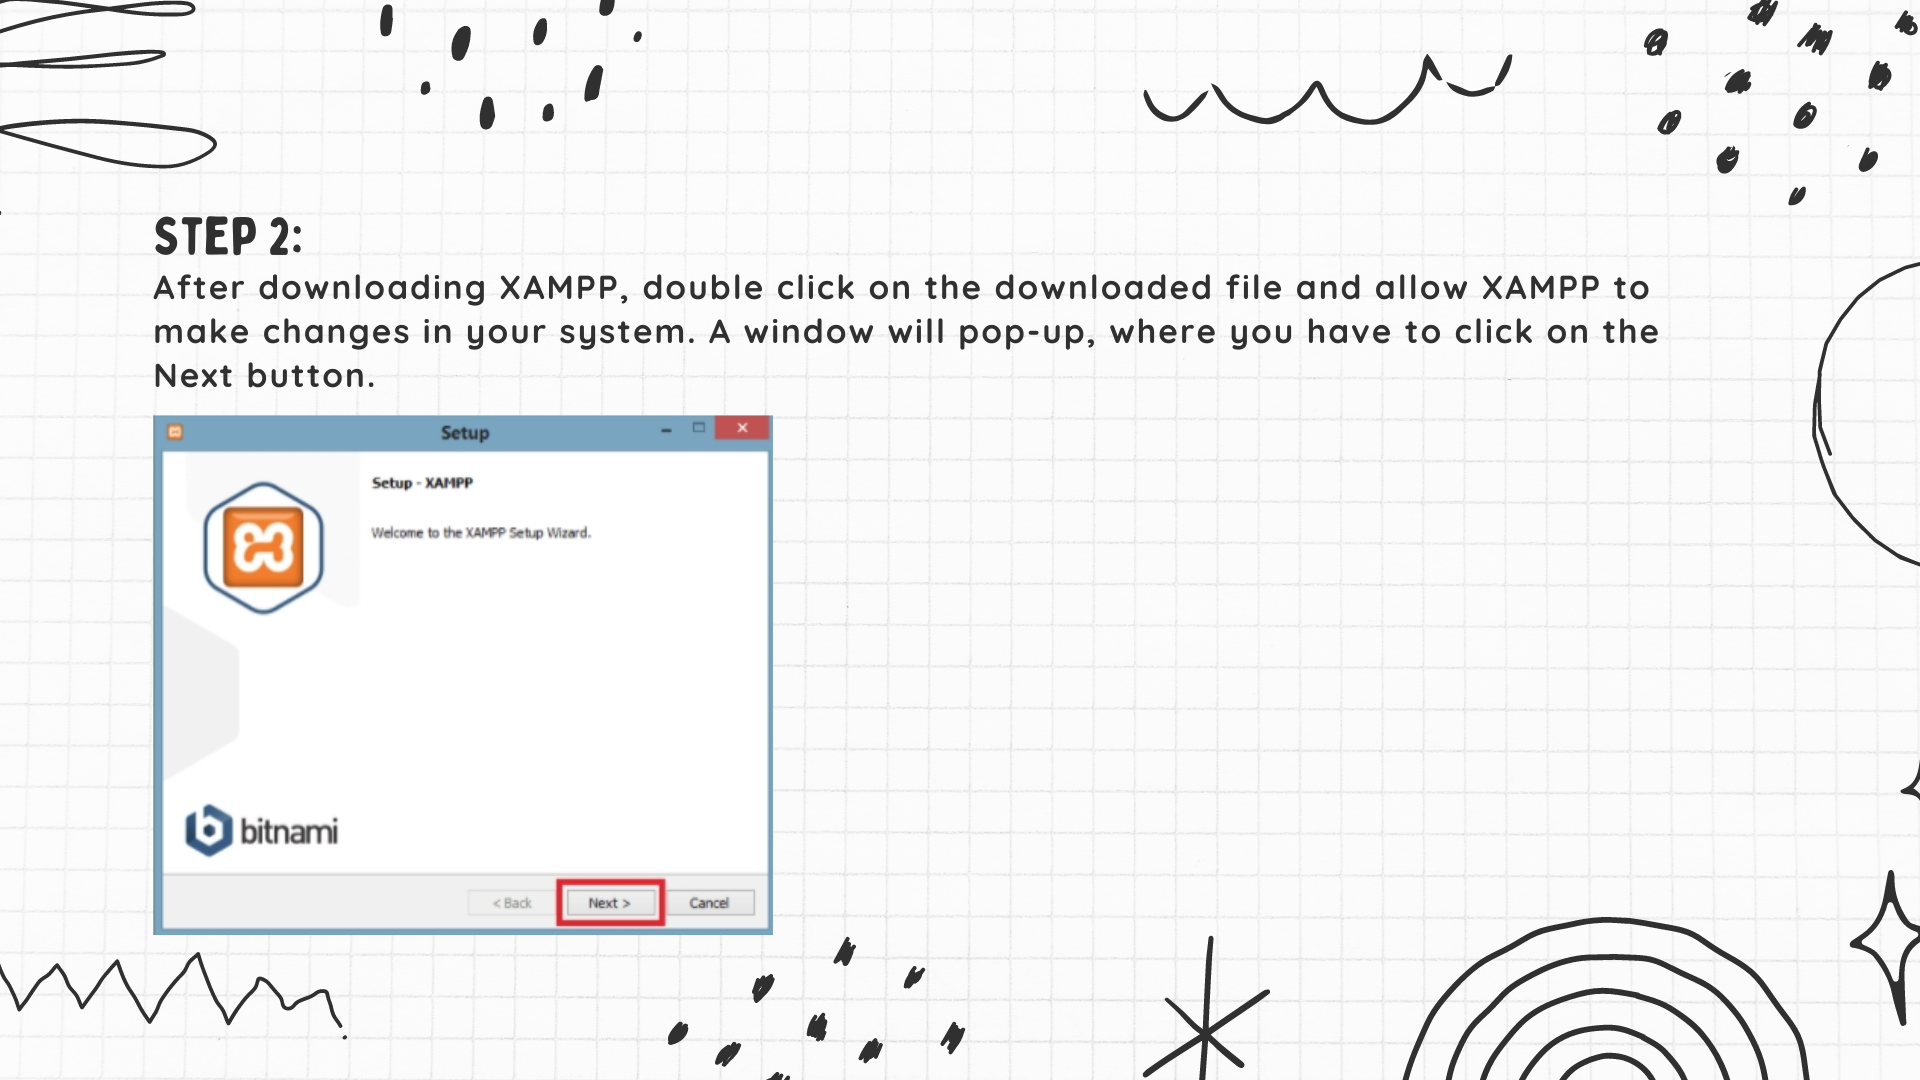 STEP 2:
After downloading XAMPP, double click on the downloaded file and allow XAMPP to
make changes in your system. A window will pop-up, where you have to click on the
Next button.
Setup
Setup - XAMPP
Welcome to the XAMPP Setup Wizard.
bitnami
< Back Next > Cancel